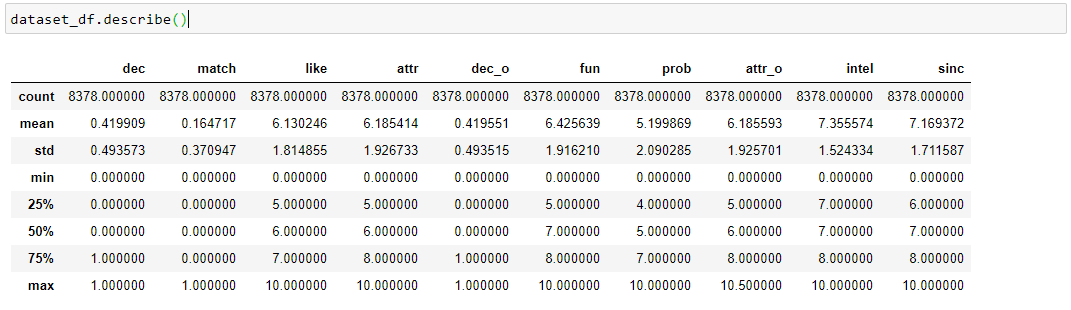 dataset_df.describe()
dec match like attr dec_o fun prob attr_o intel sinc
count 8378.000000 8378.000000 8378.000000 8378.000000 8378.000000 8378.000000 8378.000000 8378.000000 8378.000000 8378.000000
mean 0.419909 0.164717 6.130246 6.185414 0.419551 6.425639 5.199869 6.185593 7.355574 7.169372
std 0.493573 0.370947 1.814855 1.926733 0.493515 1.916210 2.090285 1.925701 1.524334 1.711587
min 0.000000 0.000000 0.000000 0.000000 0.000000 0.000000 0.000000 0.000000 0.000000 0.000000
25% 0.000000 0.000000 5.000000 5.000000 0.000000 5.000000 4.000000 5.000000 7.000000 6.000000
50% 0.000000 0.000000 6.000000 6.000000 0.000000 7.000000 5.000000 6.000000 7.000000 7.000000
75% 1.000000 0.000000 7.000000 8.000000 1.000000 8.000000 7.000000 8.000000 8.000000 8.000000
max 1.000000 1.000000 10.000000 10.000000 1.000000 10.000000 10.000000 10.500000 10.000000 10.000000